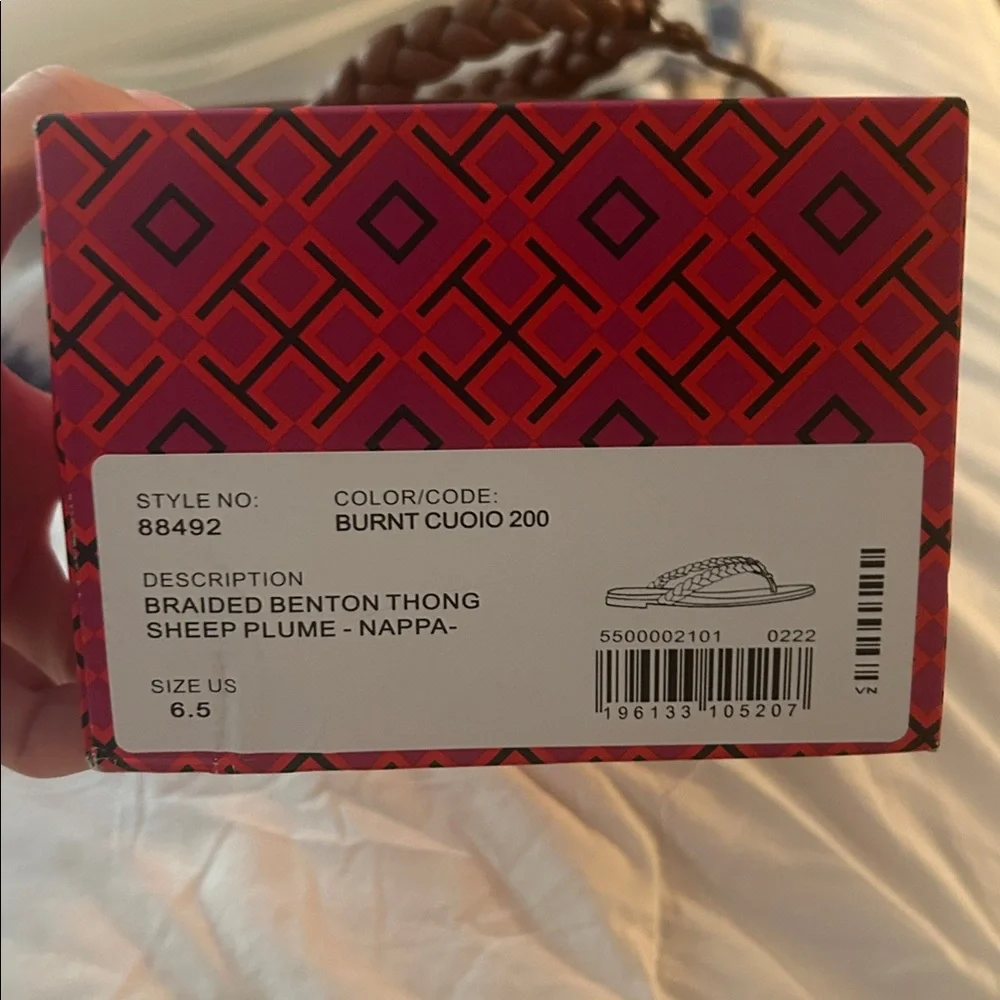 STYLE NO:
88492
COLOR/CODE:
BURNT CUOIO 200
DESCRIPTION
BRAIDED BENTON THONG
SHEEP PLUME - NAPPA-
SIZE US
6.5
5500002101 0222
196133 105207
VN